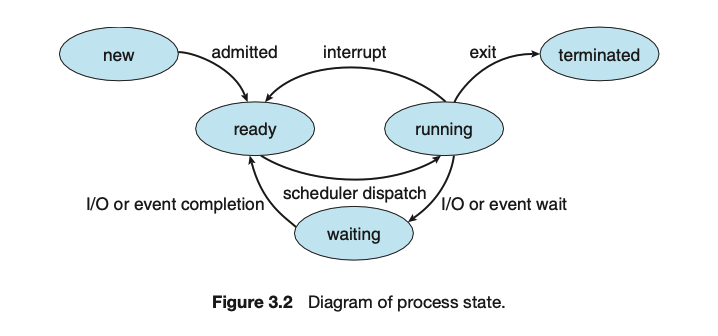 new
admitted
interrupt
exit
terminated
ready
running
scheduler dispatch
I/O or event completion
I/O or event wait
waiting
Figure 3.2 Diagram of process state.